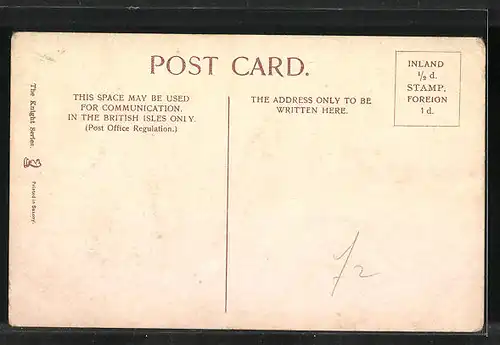 POST CARD.
THIS SPACE MAY BE USED
FOR COMMUNICATION.
IN THE BRITISH ISLES ONLY.
(Post Office Regulation.)
THE ADDRESS ONLY TO BE
WRITTEN HERE.
INLAND
½ d.
STAMP,
FOREIGN
1 d.
The Knight Series.
Printed in Saxony.
/2